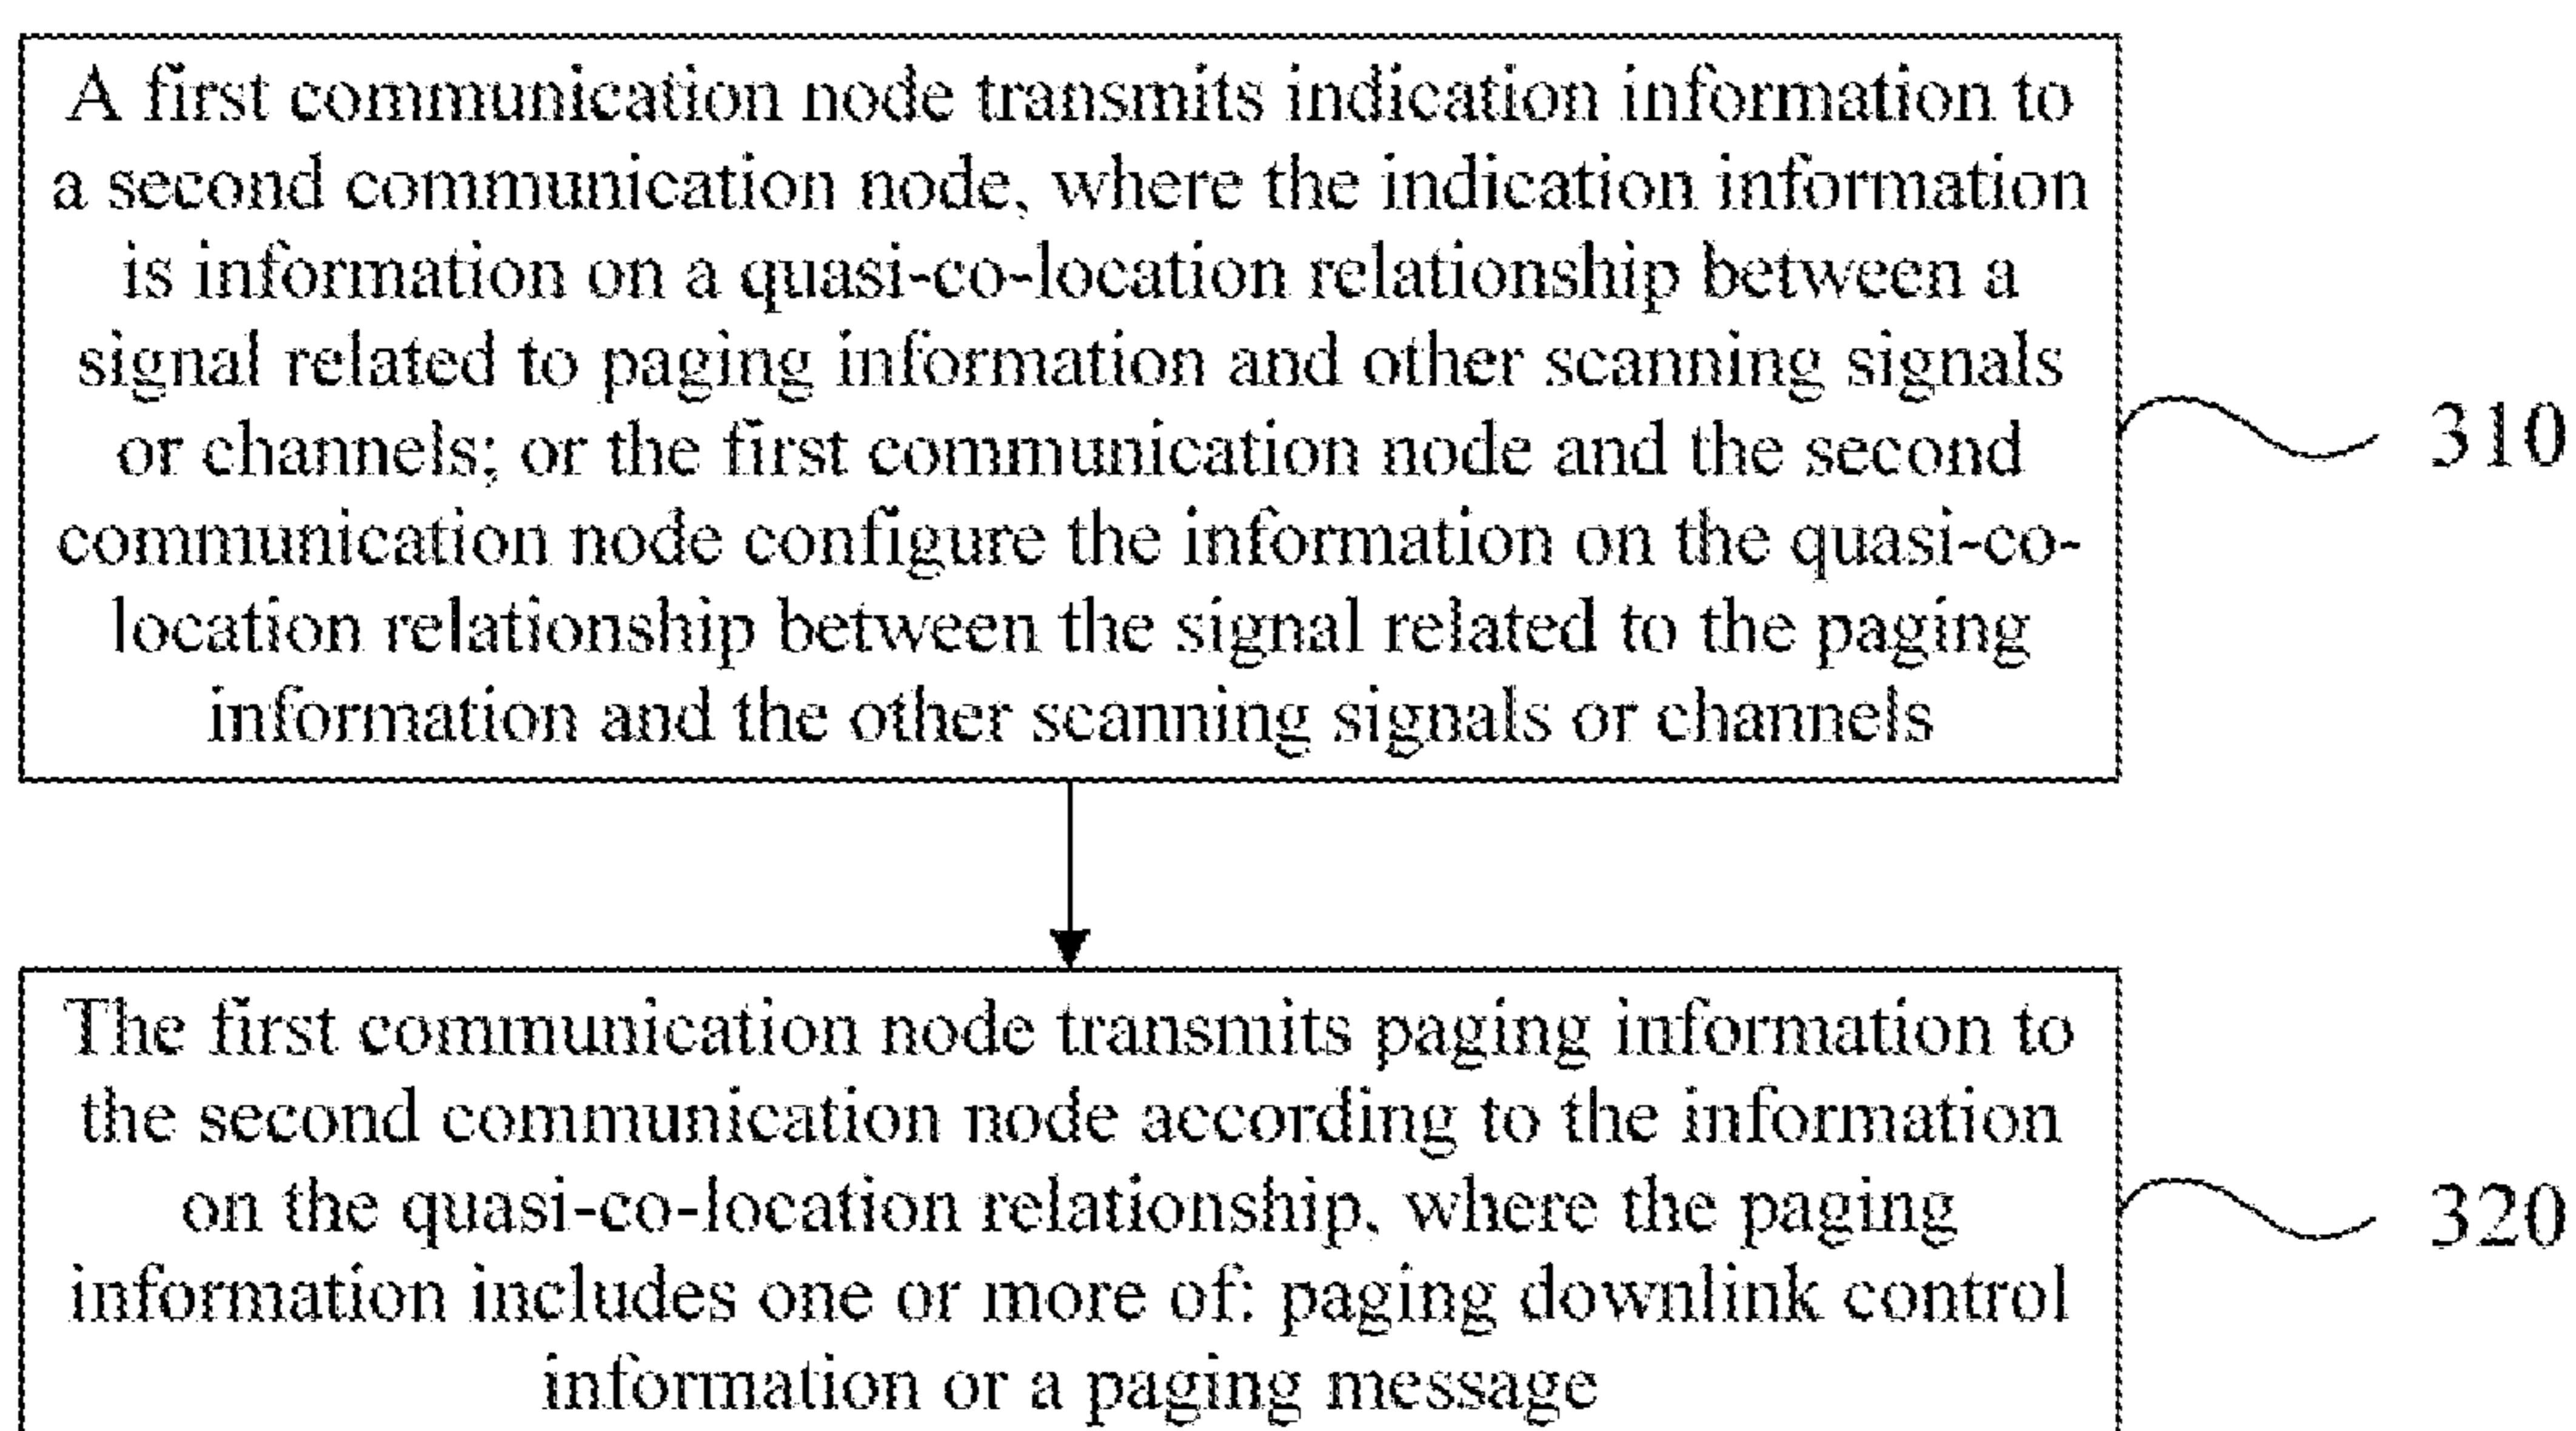 A first communication node transmits indication information to
a second communication node, where the indication information
is information on a quasi-co-location relationship between a
signal related to paging information and other scanning signals
or channels; or the first communication node and the second
communication node configure the information on the quasi-co-
location relationship between the signal related to the paging
information and the other scanning signals or channels
310
The first communication node transmits paging information to
the second communication node according to the information
on the quasi-co-location relationship, where the paging
information includes one or more of: paging downlink control
information or a paging message
320